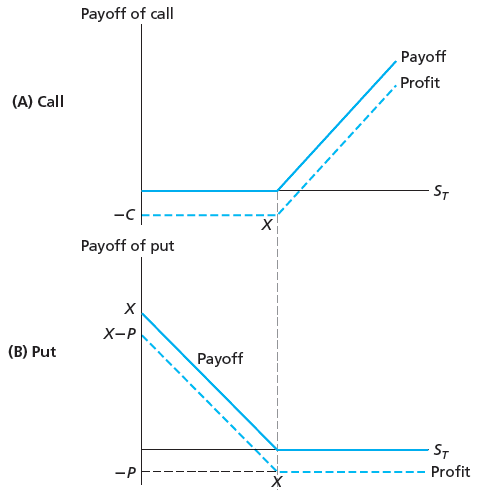 Payoff of call
Payoff
Profit
(A) Call
S_T
−C
X
Payoff of put
X
X−P
(B) Put
Payoff
S_T
−P
Profit
X